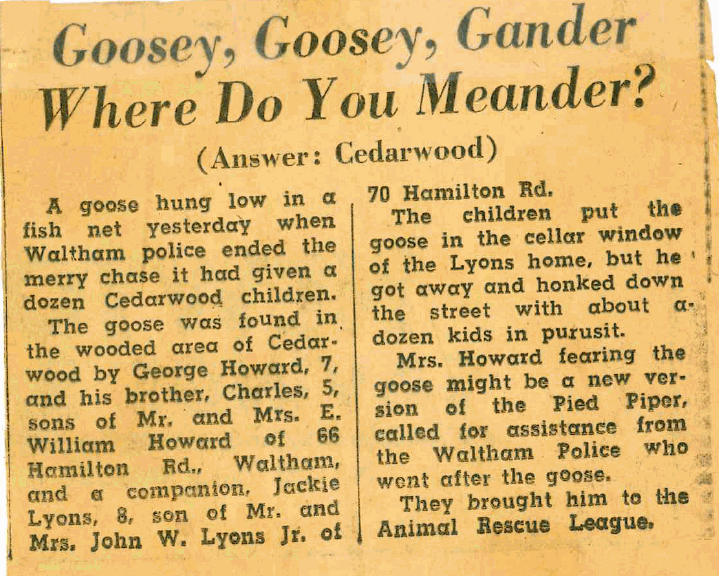 Goosey, Goosey, Gander
Where Do You Meander?
(Answer: Cedarwood)
A goose hung low in a
fish net yesterday when
Waltham police ended the
merry chase it had given a
dozen Cedarwood children.
The goose was found in
the wooded area of Cedar-
wood by George Howard, 7,
and his brother, Charles, 5,
sons of Mr. and Mrs. E.
William Howard of 66
Hamilton Rd., Waltham,
and a companion, Jackie
Lyons, 8, son of Mr. and
Mrs. John W. Lyons Jr. of
70 Hamilton Rd.
The children put the
goose in the cellar window
of the Lyons home, but he
got away and honked down
the street with about a-
dozen kids in purusit.
Mrs. Howard fearing the
goose might be a new ver-
sion of the Pied Piper,
called for assistance from
the Waltham Police who
went after the goose.
They brought him to the
Animal Rescue League.